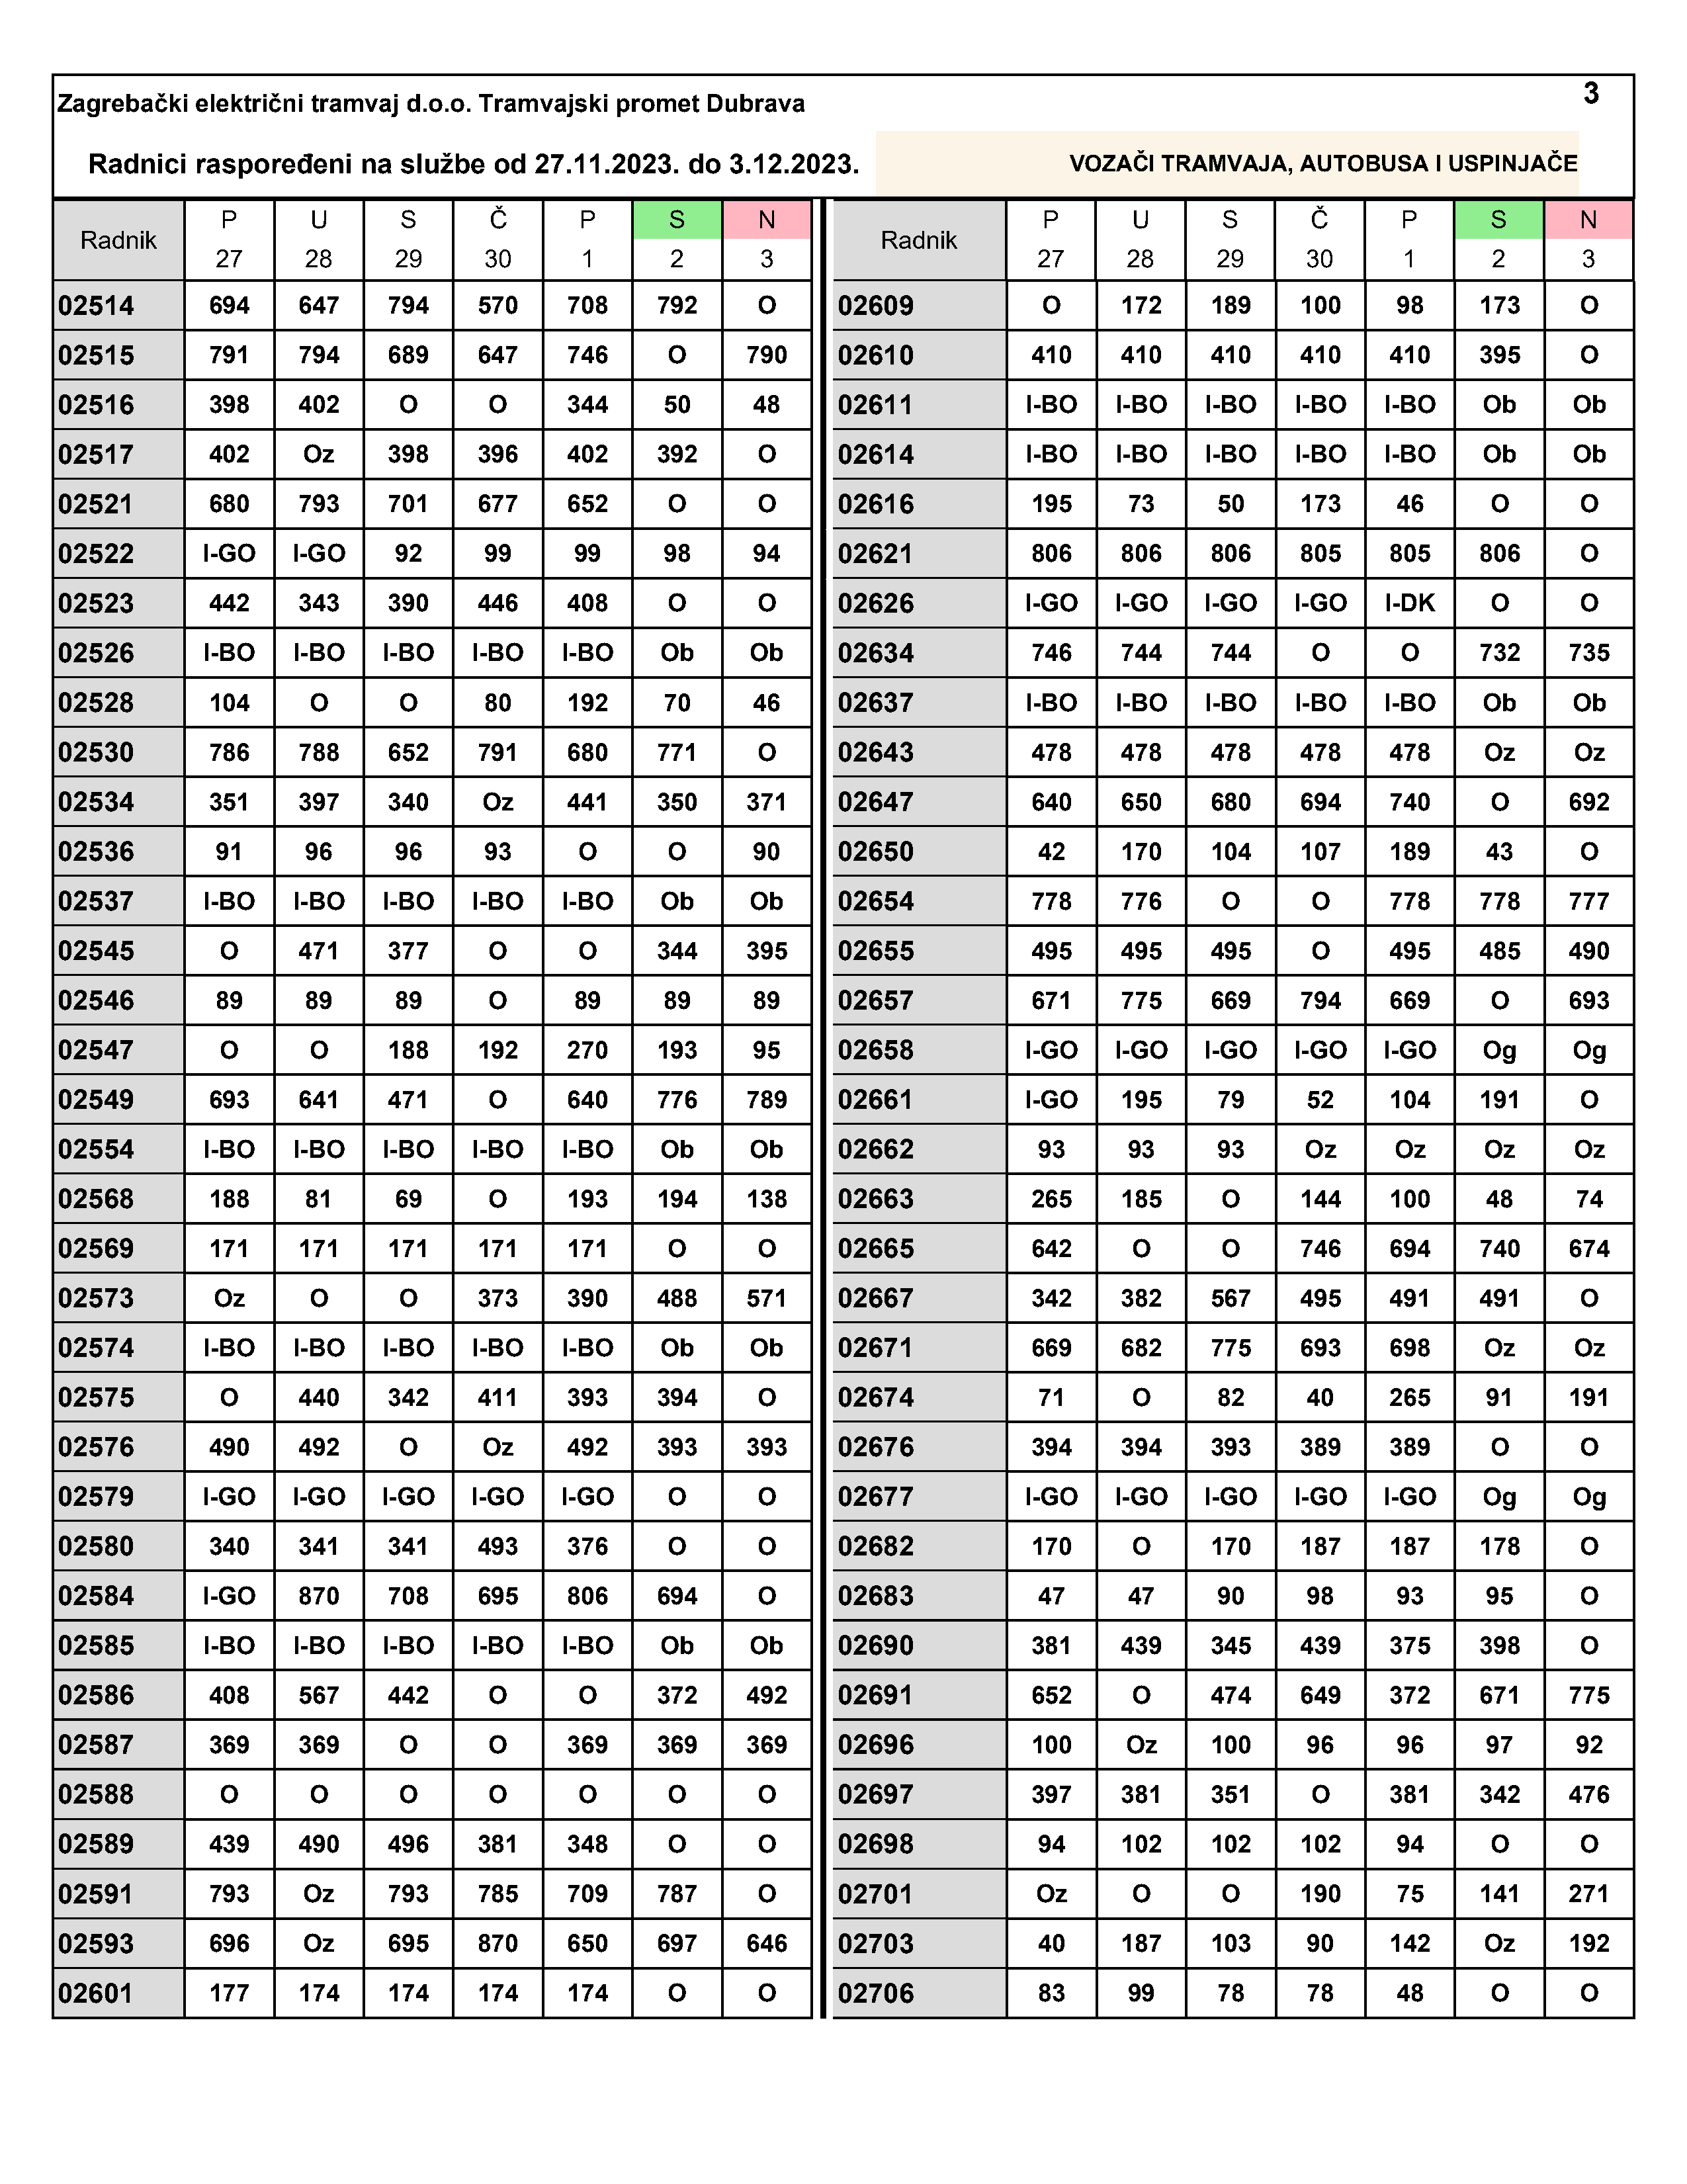 3
Zagrebački električni tramvaj d.o.o. Tramvajski promet Dubrava
Radnici raspoređeni na službe od 27.11.2023. do 3.12.2023. VOZAČI TRAMVAJA, AUTOBUSA I USPINJAČE
Radnik P U S Č P S N Radnik P U S Č P S N
27 28 29 30 1 2 3 27 28 29 30 1 2 3
02514 694 647 794 570 708 792 O 02609 O 172 189 100 98 173 O
02515 791 794 689 647 746 O 790 02610 410 410 410 410 410 395 O
02516 398 402 O O 344 50 48 02611 I-BO I-BO I-BO I-BO I-BO Ob Ob
02517 402 Oz 398 396 402 392 O 02614 I-BO I-BO I-BO I-BO I-BO Ob Ob
02521 680 793 701 677 652 O O 02616 195 73 50 173 46 O O
02522 I-GO I-GO 92 99 99 98 94 02621 806 806 806 805 805 806 O
02523 442 343 390 446 408 O O 02626 I-GO I-GO I-GO I-GO I-DK O O
02526 I-BO I-BO I-BO I-BO I-BO Ob Ob 02634 746 744 744 O O 732 735
02528 104 O O 80 192 70 46 02637 I-BO I-BO I-BO I-BO I-BO Ob Ob
02530 786 788 652 791 680 771 O 02643 478 478 478 478 478 Oz Oz
02534 351 397 340 Oz 441 350 371 02647 640 650 680 694 740 O 692
02536 91 96 96 93 O O 90 02650 42 170 104 107 189 43 O
02537 I-BO I-BO I-BO I-BO I-BO Ob Ob 02654 778 776 O O 778 778 777
02545 O 471 377 O O 344 395 02655 495 495 495 O 495 485 490
02546 89 89 89 O 89 89 89 02657 671 775 669 794 669 O 693
02547 O O 188 192 270 193 95 02658 I-GO I-GO I-GO I-GO I-GO Og Og
02549 693 641 471 O 640 776 789 02661 I-GO 195 79 52 104 191 O
02554 I-BO I-BO I-BO I-BO I-BO Ob Ob 02662 93 93 93 Oz Oz Oz Oz
02568 188 81 69 O 193 194 138 02663 265 185 O 144 100 48 74
02569 171 171 171 171 171 O O 02665 642 O O 746 694 740 674
02573 Oz O O 373 390 488 571 02667 342 382 567 495 491 491 O
02574 I-BO I-BO I-BO I-BO I-BO Ob Ob 02671 669 682 775 693 698 Oz Oz
02575 O 440 342 411 393 394 O 02674 71 O 82 40 265 91 191
02576 490 492 O Oz 492 393 393 02676 394 394 393 389 389 O O
02579 I-GO I-GO I-GO I-GO I-GO O O 02677 I-GO I-GO I-GO I-GO I-GO Og Og
02580 340 341 341 493 376 O O 02682 170 O 170 187 187 178 O
02584 I-GO 870 708 695 806 694 O 02683 47 47 90 98 93 95 O
02585 I-BO I-BO I-BO I-BO I-BO Ob Ob 02690 381 439 345 439 375 398 O
02586 408 567 442 O O 372 492 02691 652 O 474 649 372 671 775
02587 369 369 O O 369 369 369 02696 100 Oz 100 96 96 97 92
02588 O O O O O O O 02697 397 381 351 O 381 342 476
02589 439 490 496 381 348 O O 02698 94 102 102 102 94 O O
02591 793 Oz 793 785 709 787 O 02701 Oz O O 190 75 141 271
02593 696 Oz 695 870 650 697 646 02703 40 187 103 90 142 Oz 192
02601 177 174 174 174 174 O O 02706 83 99 78 78 48 O O